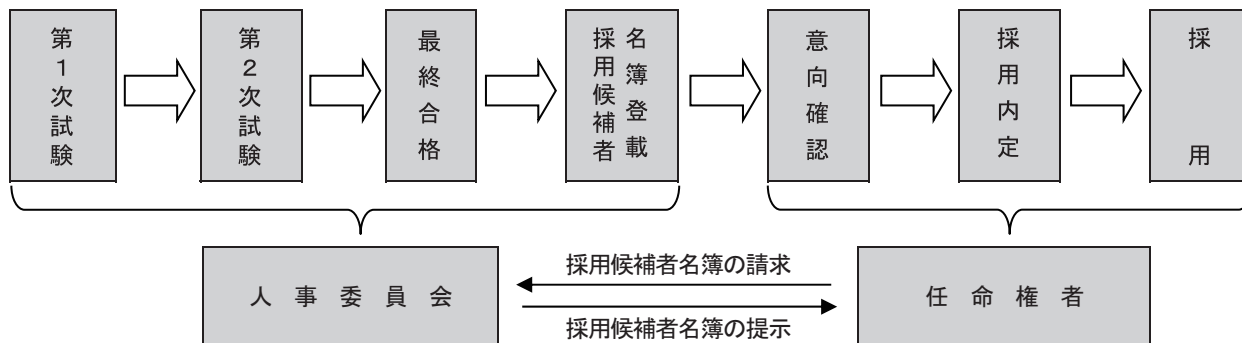 第１次試験
第２次試験
最終合格
採用候補者
名簿登載
意向確認
採用内定
採用
人事委員会
採用候補者名簿の請求
採用候補者名簿の提示
任命権者